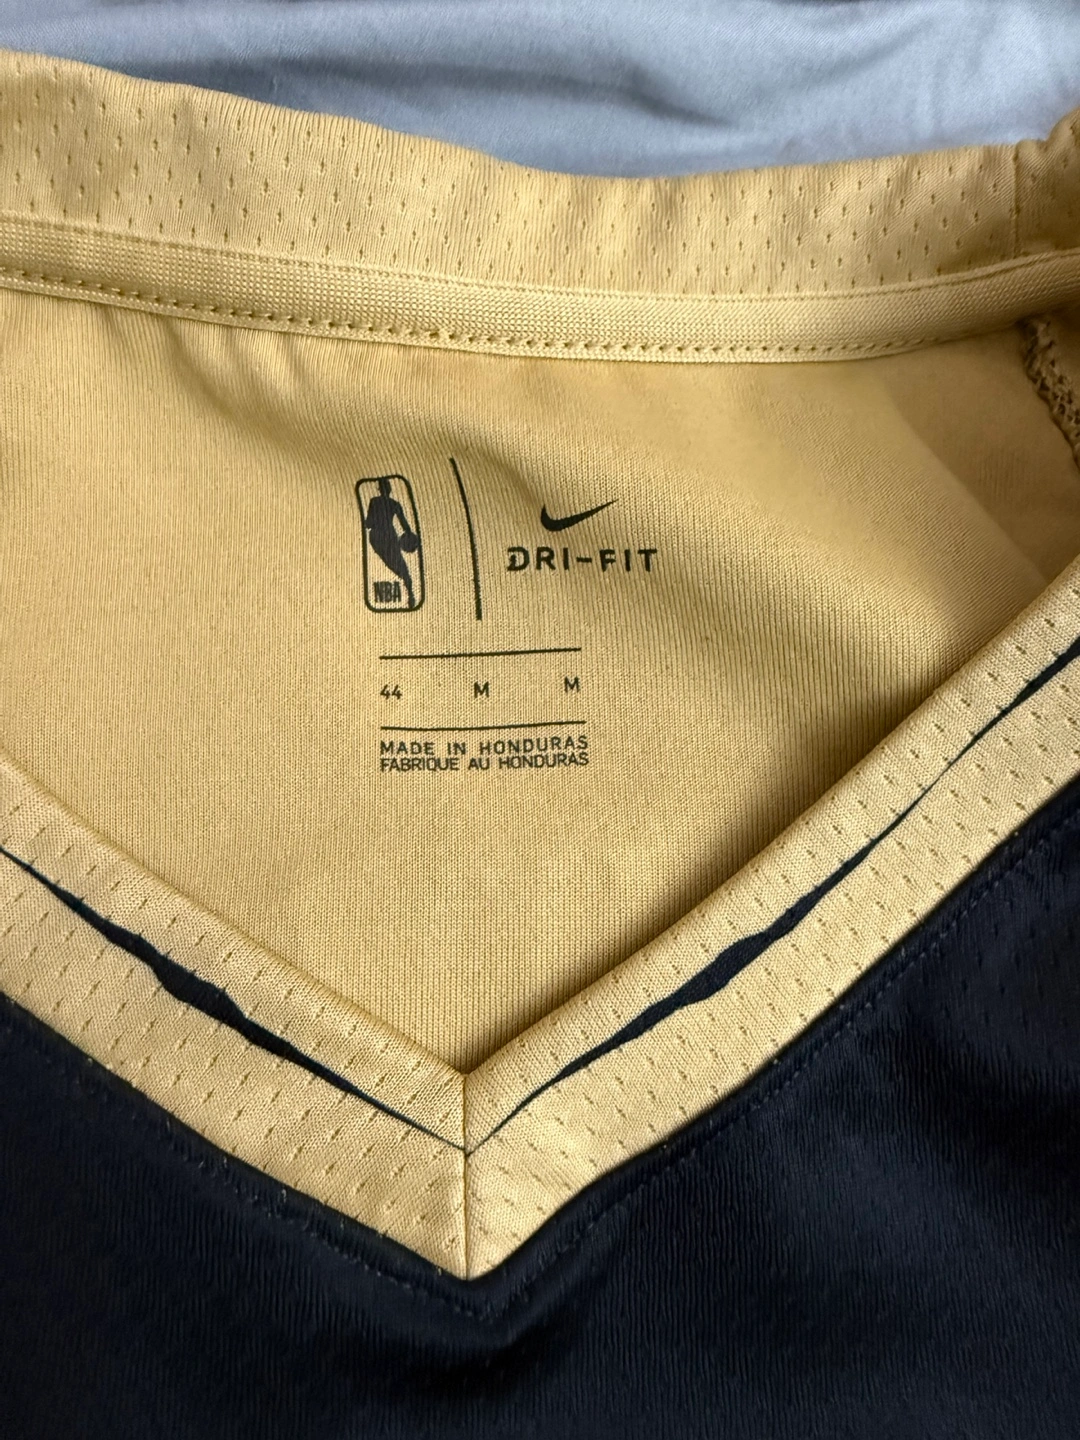 NBA
DRI-FIT
44 M M
MADE IN HONDURAS
FABRIQUE AU HONDURAS